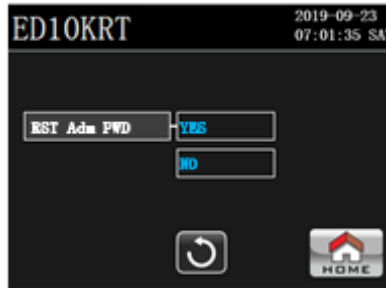 ED10KRT
2019-09-23
07:01:35 SA
RST Adm PWD
YES
NO
HOME